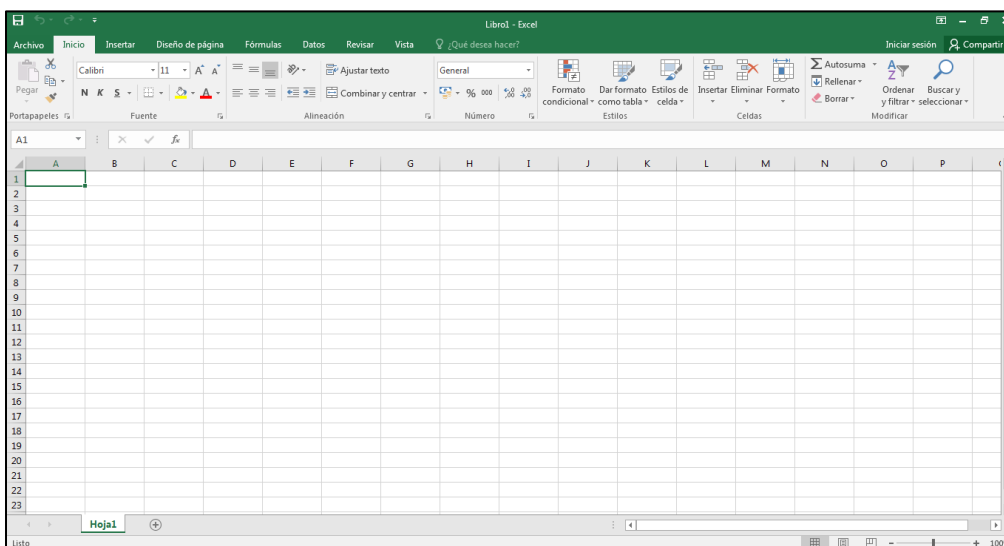 Libro1 - Excel
Archivo Inicio Insertar Diseño de página Fórmulas Datos Revisar Vista ¿Qué desea hacer? Iniciar sesión Compartir
Pegar
Calibri 11 A A
N K S A
Ajustar texto
Combinar y centrar
General
% 000
Formato condicional
Dar formato como tabla
Estilos de celda
Insertar Eliminar Formato
Autosuma
Rellenar
Borrar
Ordenar y filtrar
Buscar y seleccionar
Portapapeles Fuente Alineación Número Estilos Celdas Modificar
A1 fx
A B C D E F G H I J K L M N O P
1
2
3
4
5
6
7
8
9
10
11
12
13
14
15
16
17
18
19
20
21
22
23
Hoja1
Listo 100